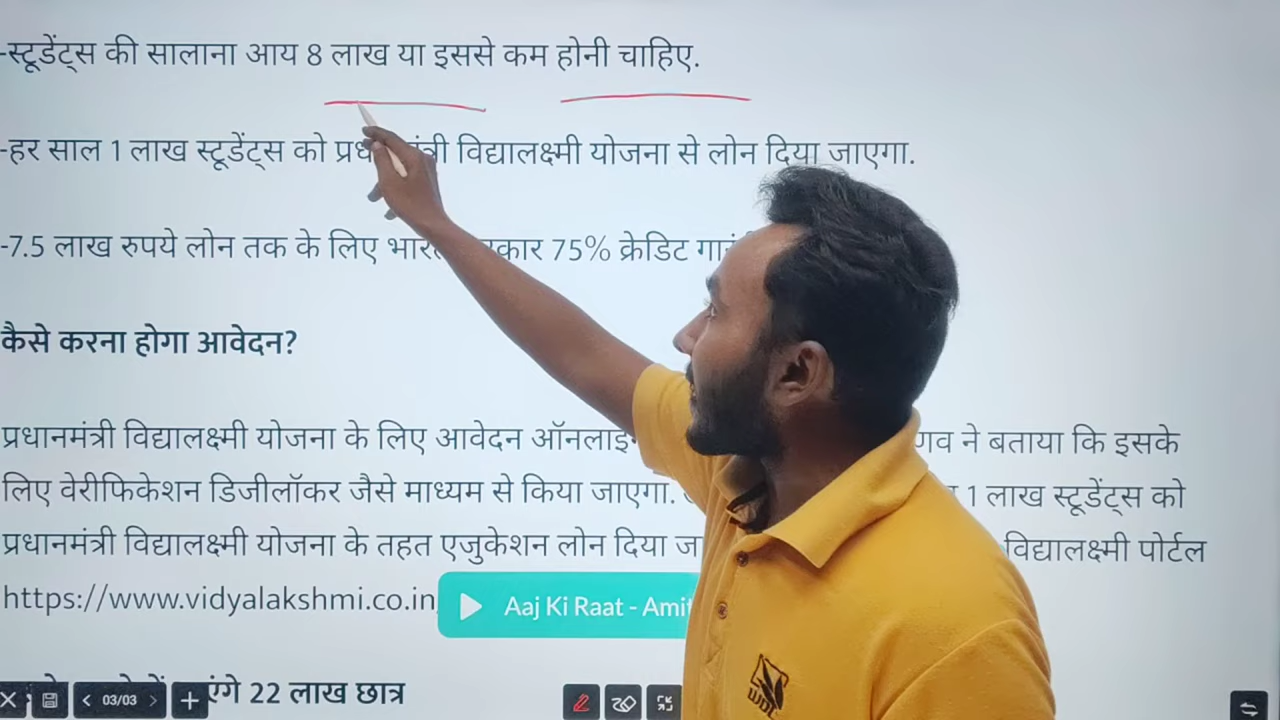 -स्टूडेंट्स की सालाना आय 8 लाख या इससे कम होनी चाहिए.
-हर साल 1 लाख स्टूडेंट्स को विद्यालक्ष्मी योजना से लोन दिया जाएगा.
-7.5 लाख रुपये लोन तक के लिए 75% क्रेडिट
कैसे करना होगा आवेदन?
प्रधानमंत्री विद्यालक्ष्मी योजना के लिए आवेदन ने बताया कि इसके
लिए वेरीफिकेशन डिजीलॉकर जैसे माध्यम से किया जाएगा. 1 लाख स्टूडेंट्स को
प्रधानमंत्री विद्यालक्ष्मी योजना के तहत एजुकेशन लोन दिया विद्यालक्ष्मी पोर्टल
https://www.vidyalakshmi.co.in
Aaj Ki Raat - Amit
22 लाख छात्र
03/03
WDL